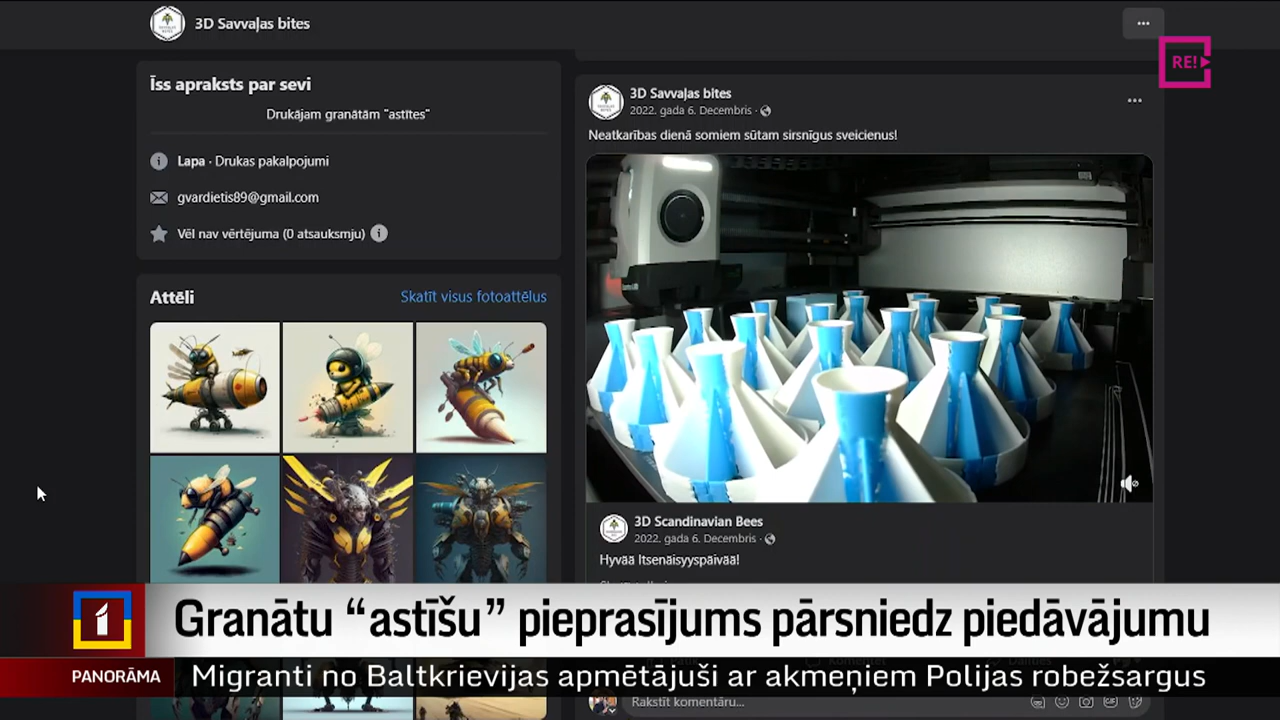 3D Savvaļas bites
...
RE!
Īss apraksts par sevi
Drukājam granātām "astītes"
Lapa · Drukas pakalpojumi
gvardietis89@gmail.com
Vēl nav vērtējuma (0 atsauksmju)
Attēli
Skatīt visus fotoattēlus
3D Savvaļas bites
2022. gada 6. Decembris ·
Neatkarības dienā somiem sūtam sirsnīgus sveicienus!
3D Scandinavian Bees
2022. gada 6. Decembris ·
Hyvää Itsenäisyyspäivää!
1
Granātu “astīšu” pieprasījums pārsniedz piedāvājumu
PANORĀMA
Migranti no Baltkrievijas apmētājuši ar akmeņiem Polijas robežsargus
Rakstīt komentāru...